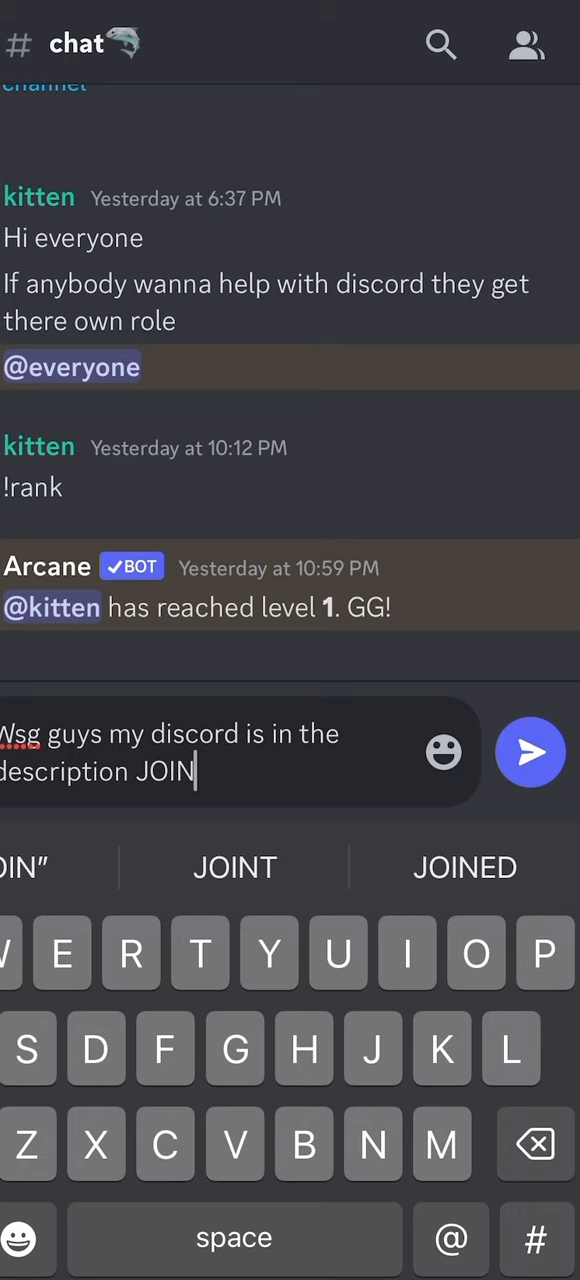 # chat
channel
kitten Yesterday at 6:37 PM
Hi everyone
If anybody wanna help with discord they get
there own role
@everyone
kitten Yesterday at 10:12 PM
!rank
Arcane ✓BOT Yesterday at 10:59 PM
@kitten has reached level 1. GG!
Wsg guys my discord is in the
description JOIN
OIN” JOINT JOINED
W E R T Y U I O P
S D F G H J K L
Z X C V B N M
space @ #